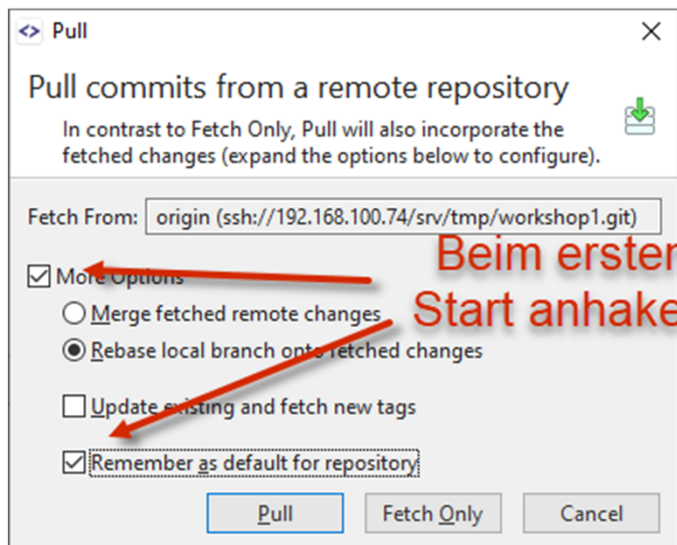 <> Pull
Pull commits from a remote repository
In contrast to Fetch Only, Pull will also incorporate the
fetched changes (expand the options below to configure).
Fetch From: origin (ssh://192.168.100.74/srv/tmp/workshop1.git)
Beim erster
More Options
Start anhake
Merge fetched remote changes
Rebase local branch onto fetched changes
Update existing and fetch new tags
Remember as default for repository
Pull Fetch Only Cancel